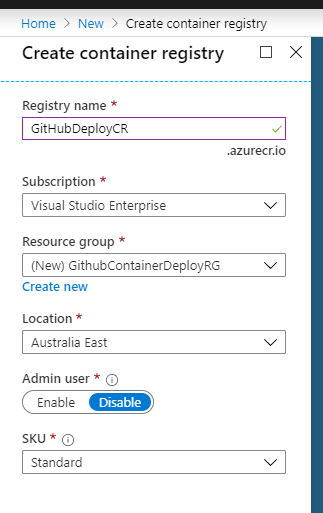 Home > New > Create container registry
Create container registry
Registry name *
GitHubDeployCR
.azurecr.io
Subscription *
Visual Studio Enterprise
Resource group *
(New) GithubContainerDeployRG
Create new
Location *
Australia East
Admin user *
Enable Disable
SKU *
Standard